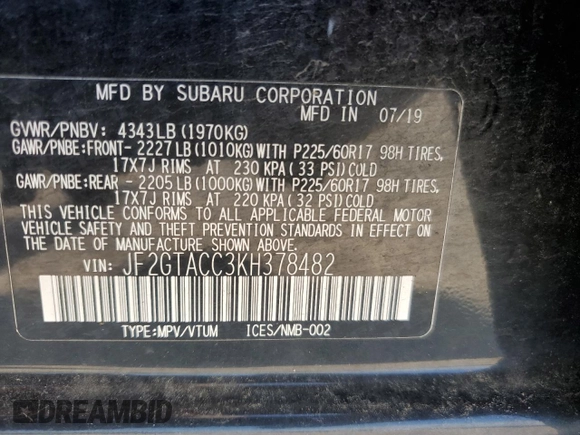 MFD BY SUBARU CORPORATION
MFD IN 07/19
GVWR/PNBV: 4343LB(1970KG)
GAWR/PNBE:FRONT- 2227LB(1010KG)WITH P225/60R17 98H TIRES,
17X7J RIMS AT 230 KPA(33 PSI)COLD
GAWR/PNBE:REAR - 2205LB(1000KG)WITH P225/60R17 98H TIRES,
17X7J RIMS AT 220 KPA(32 PSI)COLD
THIS VEHICLE CONFORMS TO ALL APPLICABLE FEDERAL MOTOR
VEHICLE SAFETY AND THEFT PREVENTION STANDARDS IN EFFECT ON
THE DATE OF MANUFACTURE SHOWN ABOVE.
VIN: JF2GTACC3KH378482
TYPE:MPV/VTUM ICES/NMB-002
DREAMBID